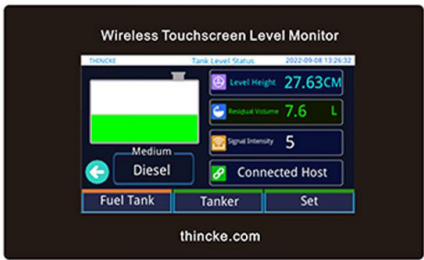 Wireless Touchscreen Level Monitor
THINCKE Tank Level Status 2022-09-08 13:26:32
Level Height 27.63CM
Residual Volume 7.6 L
Signal Intensity 5
Medium
Diesel
Connected Host
Fuel Tank Tanker Set
thincke.com